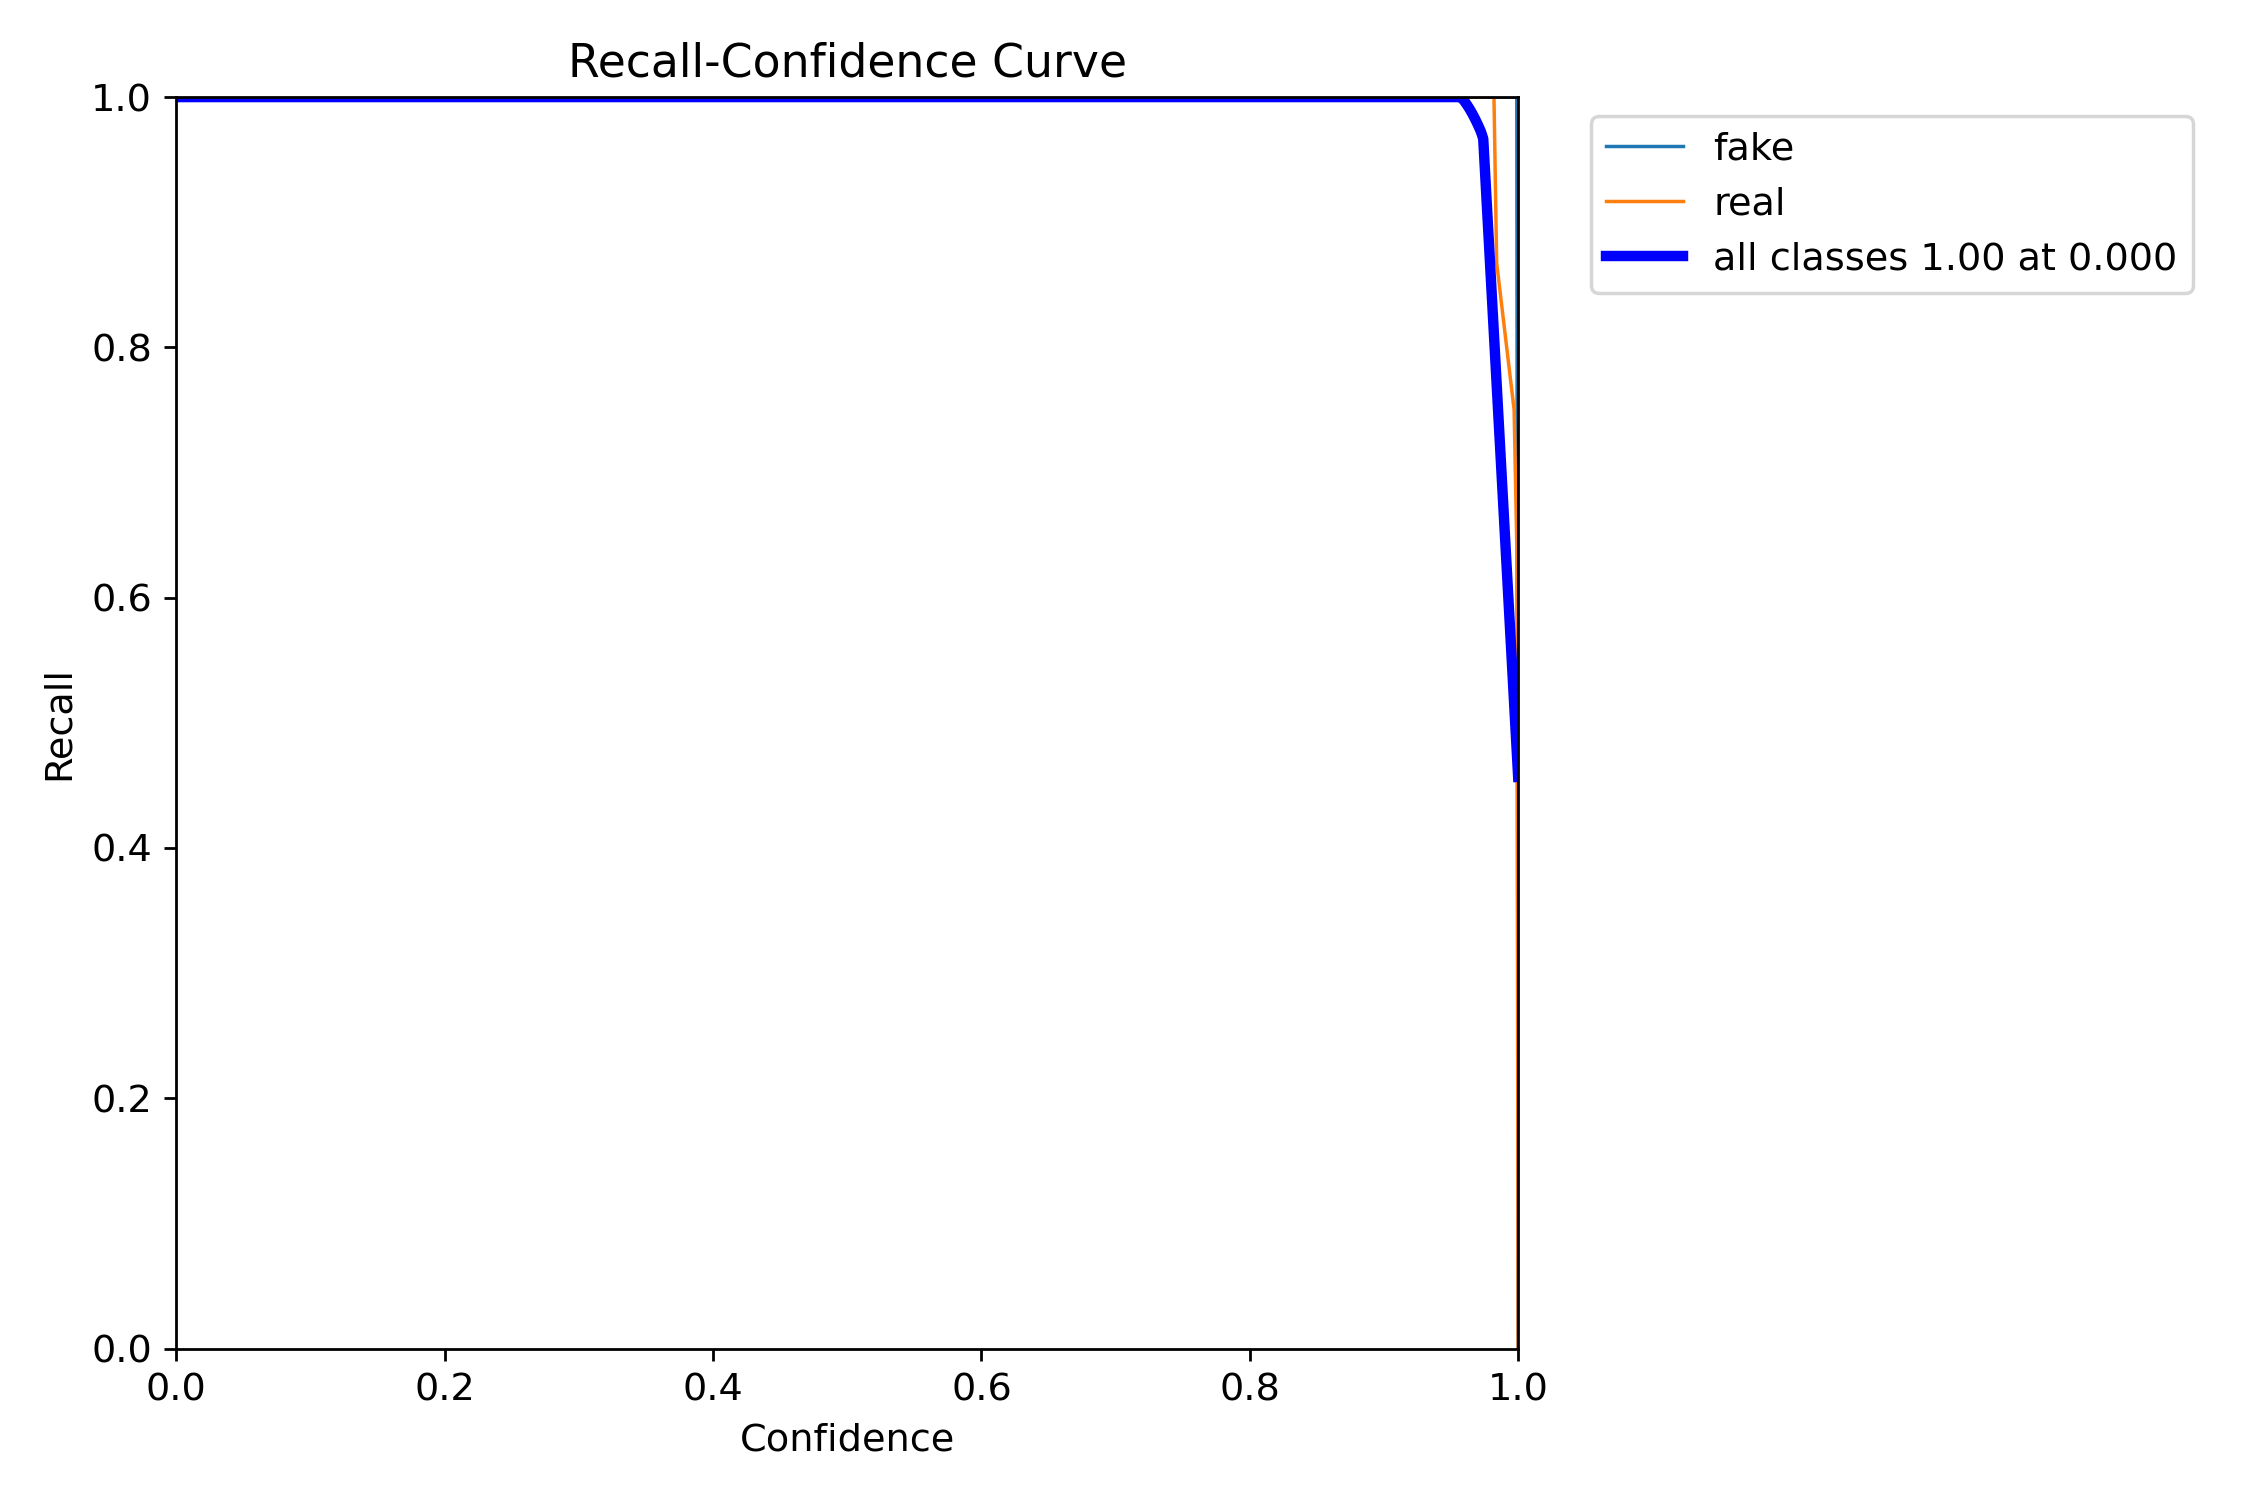 Recall-Confidence Curve
1.0
0.8
0.6
0.4
0.2
0.0
Recall
0.0 0.2 0.4 0.6 0.8 1.0
Confidence
fake
real
all classes 1.00 at 0.000